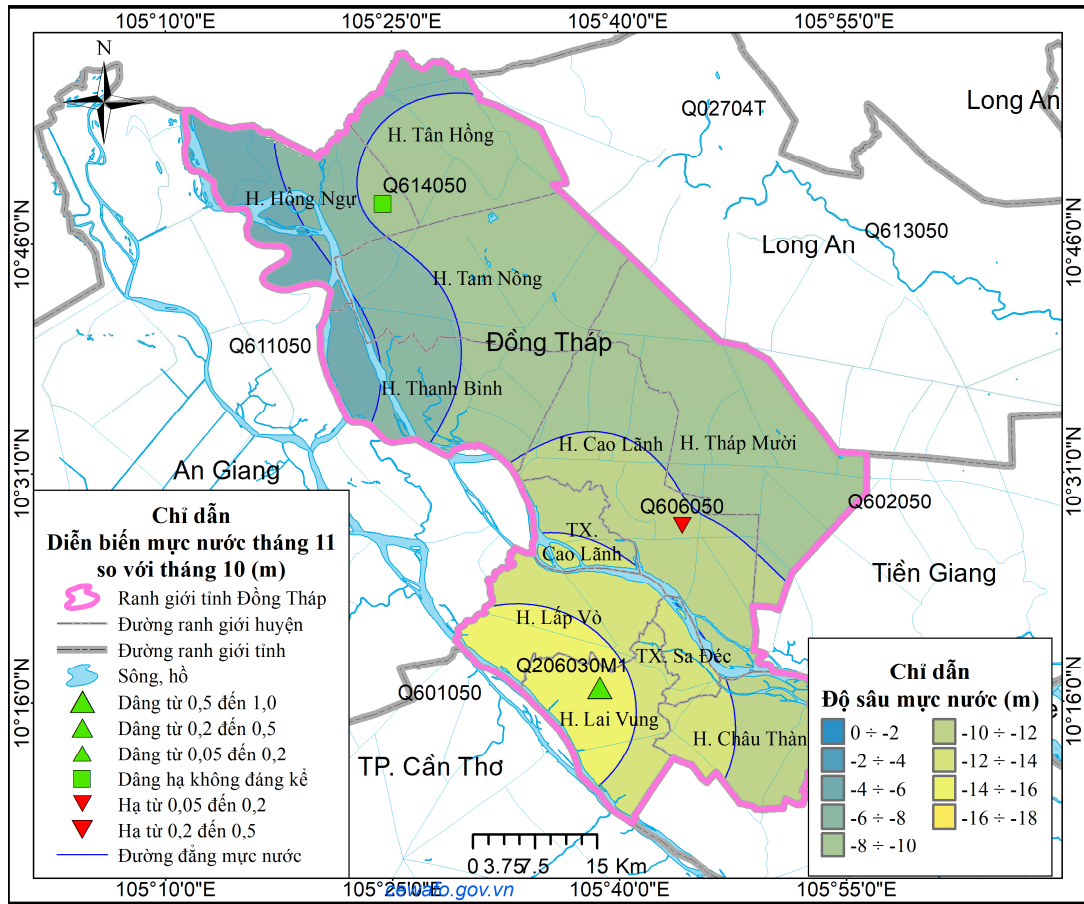 105°10'0"E 105°25'0"E 105°40'0"E 105°55'0"E
N
Long An
Q02704T
H. Tân Hồng
Q614050
H. Hồng Ngự
Q613050
Long An
10°46'0"N
10°46'0"N
H. Tam Nông
Đồng Tháp
Q611050
H. Thanh Bình
H. Cao Lãnh
H. Tháp Mười
An Giang
10°31'0"N
10°31'0"N
Q606050
Q602050
TX.
Cao Lãnh
Tiền Giang
H. Lấp Vò
TX. Sa Đéc
Q206030M1
Q601050
H. Lai Vung
H. Châu Thàn
TP. Cần Thơ
10°16'0"N
10°16'0"N
Chỉ dẫn
Diễn biến mực nước tháng 11
so với tháng 10 (m)
Ranh giới tỉnh Đồng Tháp
Đường ranh giới huyện
Đường ranh giới tỉnh
Sông, hồ
Dâng từ 0,5 đến 1,0
Dâng từ 0,2 đến 0,5
Dâng từ 0,05 đến 0,2
Dâng hạ không đáng kể
Hạ từ 0,05 đến 0,2
Hạ từ 0,2 đến 0,5
Đường đẳng mực nước
Chỉ dẫn
Độ sâu mực nước (m)
0 ÷ -2
-2 ÷ -4
-4 ÷ -6
-6 ÷ -8
-8 ÷ -10
-10 ÷ -12
-12 ÷ -14
-14 ÷ -16
-16 ÷ -18
0 3.75 7.5 15 Km
105°10'0"E 105°25'0"E 105°40'0"E 105°55'0"E
cewafo.gov.vn